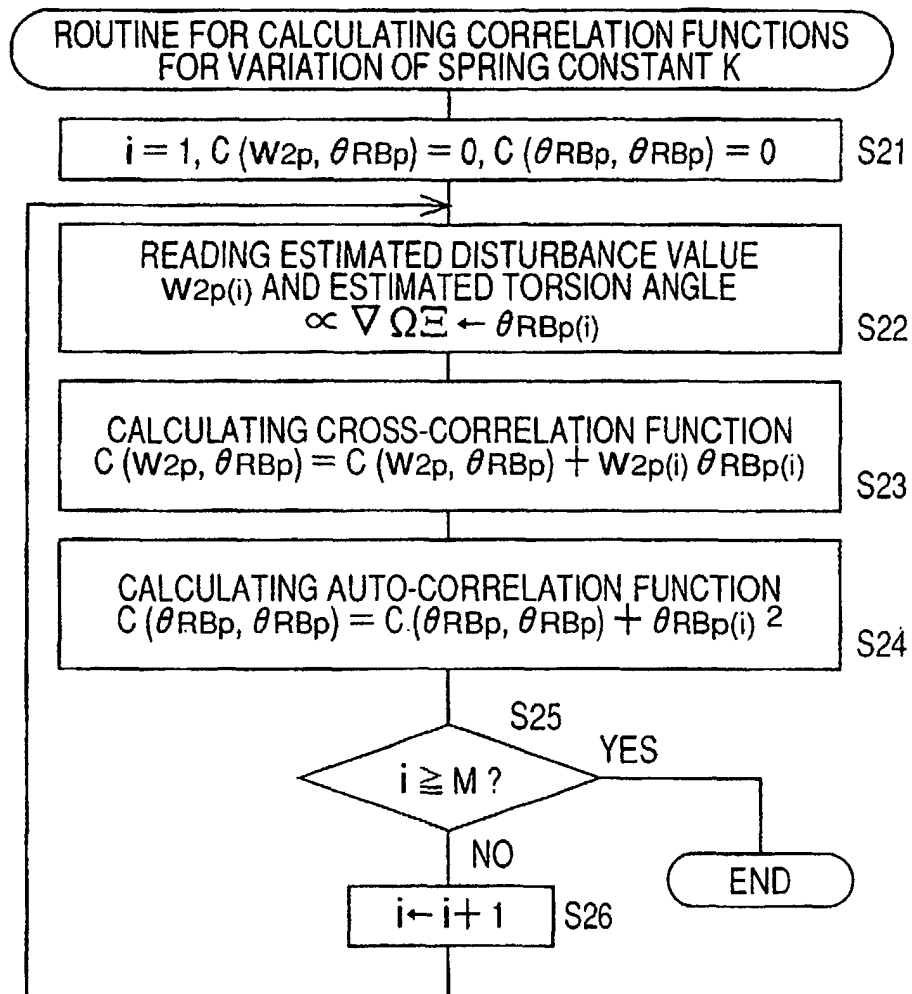 ROUTINE FOR CALCULATING CORRELATION FUNCTIONS
FOR VARIATION OF SPRING CONSTANT K
i = 1, C (W2p, θRBp) = 0, C (θRBp, θRBp) = 0
S21
READING ESTIMATED DISTURBANCE VALUE
W2p(i) AND ESTIMATED TORSION ANGLE
∝ ∇ ΩΞ ← θRBp(i)
S22
CALCULATING CROSS-CORRELATION FUNCTION
C (W2p, θRBp) = C (W2p, θRBp) + W2p(i) θRBp(i)
S23
CALCULATING AUTO-CORRELATION FUNCTION
C (θRBp, θRBp) = C.(θRBp, θRBp) + θRBp(i) 2
S24
S25
i ≧ M ?
YES
NO
END
i ← i + 1
S26